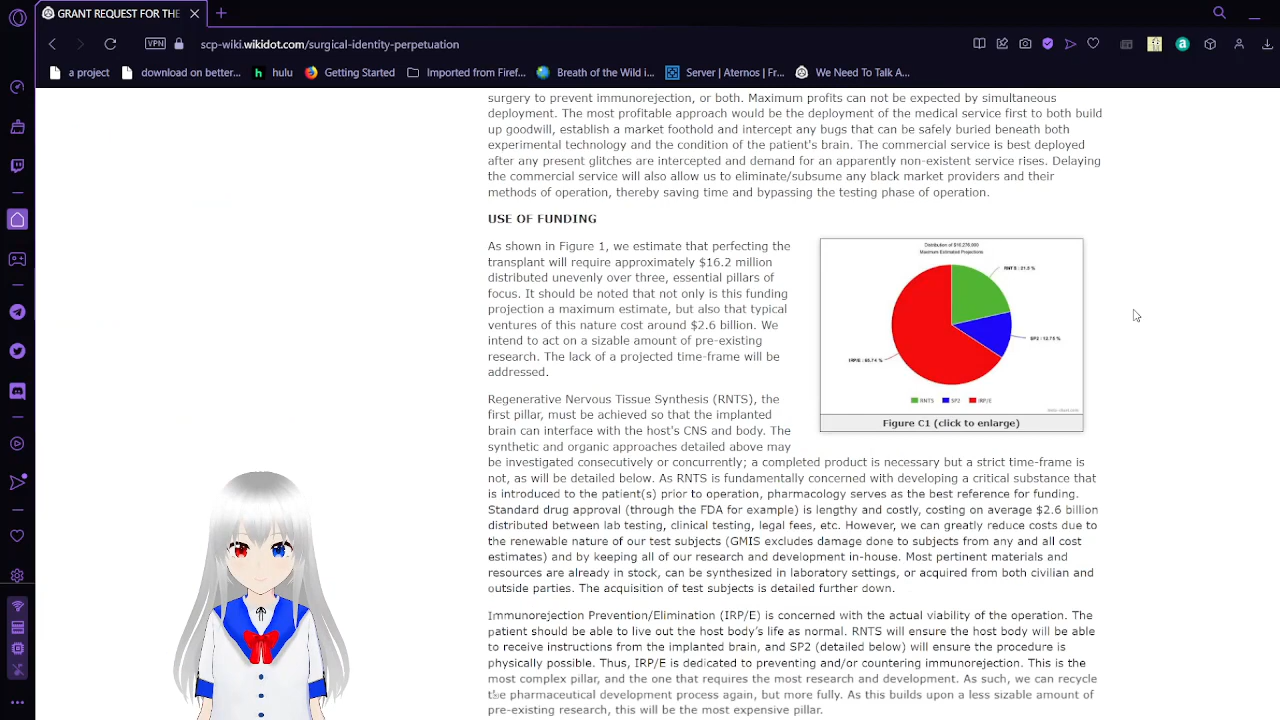 GRANT REQUEST FOR THE
VPN
scp-wiki.wikidot.com/surgical-identity-perpetuation
a project
download on better...
hulu
Getting Started
Imported from Firef...
Breath of the Wild i...
Server | Aternos | Fr...
We Need To Talk A...
surgery to prevent immunorejection, or both. Maximum profits can not be expected by simultaneous
deployment. The most profitable approach would be the deployment of the medical service first to both build
up goodwill, establish a market foothold and intercept any bugs that can be safely buried beneath both
experimental technology and the condition of the patient's brain. The commercial service is best deployed
after any present glitches are intercepted and demand for an apparently non-existent service rises. Delaying
the commercial service will also allow us to eliminate/subsume any black market providers and their
methods of operation, thereby saving time and bypassing the testing phase of operation.
USE OF FUNDING
As shown in Figure 1, we estimate that perfecting the
transplant will require approximately $16.2 million
distributed unevenly over three, essential pillars of
focus. It should be noted that not only is this funding
projection a maximum estimate, but also that typical
ventures of this nature cost around $2.6 billion. We
intend to act on a sizable amount of pre-existing
research. The lack of a projected time-frame will be
addressed.
Distribution of $16,276,000
Maximum Estimated Projections
RNTS : 21.5 %
SP2 : 12.75 %
IRP/E : 65.74 %
RNTS
SP2
IRP/E
Figure C1 (click to enlarge)
Regenerative Nervous Tissue Synthesis (RNTS), the
first pillar, must be achieved so that the implanted
brain can interface with the host's CNS and body. The
synthetic and organic approaches detailed above may
be investigated consecutively or concurrently; a completed product is necessary but a strict time-frame is
not, as will be detailed below. As RNTS is fundamentally concerned with developing a critical substance that
is introduced to the patient(s) prior to operation, pharmacology serves as the best reference for funding.
Standard drug approval (through the FDA for example) is lengthy and costly, costing on average $2.6 billion
distributed between lab testing, clinical testing, legal fees, etc. However, we can greatly reduce costs due to
the renewable nature of our test subjects (GMIS excludes damage done to subjects from any and all cost
estimates) and by keeping all of our research and development in-house. Most pertinent materials and
resources are already in stock, can be synthesized in laboratory settings, or acquired from both civilian and
outside parties. The acquisition of test subjects is detailed further down.
Immunorejection Prevention/Elimination (IRP/E) is concerned with the actual viability of the operation. The
patient should be able to live out the host body's life as normal. RNTS will ensure the host body will be able
to receive instructions from the implanted brain, and SP2 (detailed below) will ensure the procedure is
physically possible. Thus, IRP/E is dedicated to preventing and/or countering immunorejection. This is the
most complex pillar, and the one that requires the most research and development. As such, we can recycle
the pharmaceutical development process again, but more fully. As this builds upon a less sizable amount of
pre-existing research, this will be the most expensive pillar.